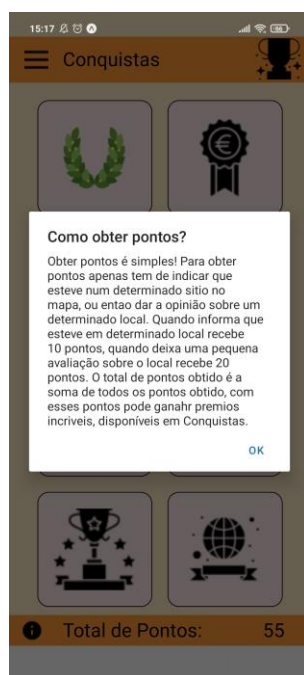 15:17
86
Conquistas
€
Como obter pontos?
Obter pontos é simples! Para obter
pontos apenas tem de indicar que
esteve num determinado sitio no
mapa, ou entao dar a opinião sobre um
determinado local. Quando informa que
esteve em determinado local recebe
10 pontos, quando deixa uma pequena
avaliação sobre o local recebe 20
pontos. O total de pontos obtido é a
soma de todos os pontos obtido, com
esses pontos pode ganahr premios
incriveis, disponíveis em Conquistas.
OK
Total de Pontos: 55